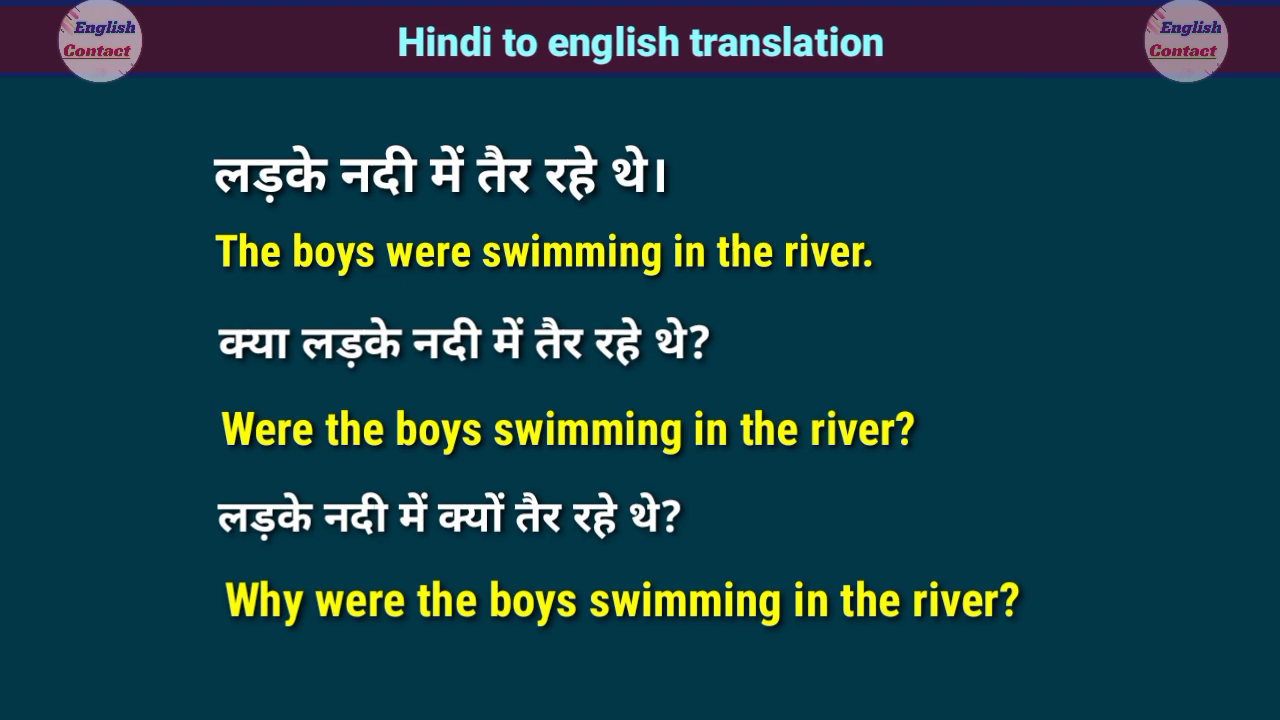 English
Contact
Hindi to english translation
English
Contact
लड़के नदी में तैर रहे थे।
The boys were swimming in the river.
क्या लड़के नदी में तैर रहे थे?
Were the boys swimming in the river?
लड़के नदी में क्यों तैर रहे थे?
Why were the boys swimming in the river?